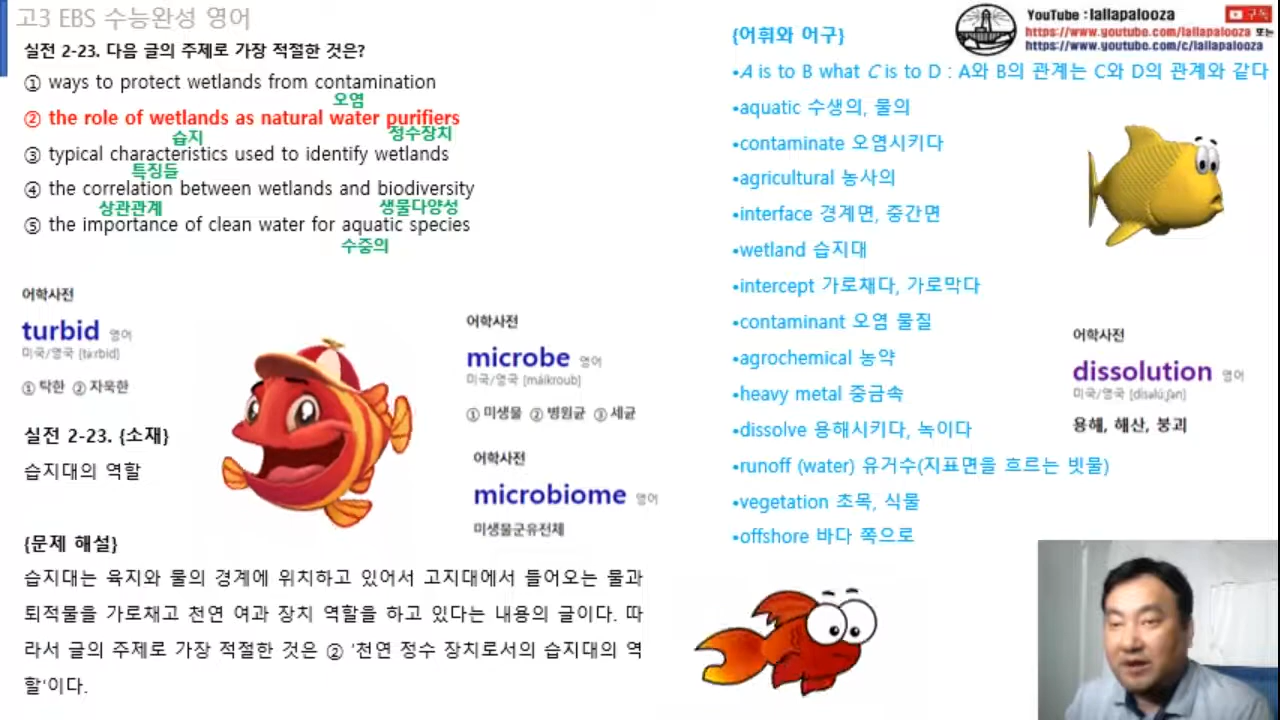 고3 EBS 수능완성 영어
실전 2-23. 다음 글의 주제로 가장 적절한 것은?
① ways to protect wetlands from contamination
오염
② the role of wetlands as natural water purifiers
습지
정수장치
③ typical characteristics used to identify wetlands
특징들
④ the correlation between wetlands and biodiversity
상관관계
생물다양성
⑤ the importance of clean water for aquatic species
수중의
어학사전
turbid 영어
미국/영국 [tə:rbid]
① 탁한 ② 자욱한
실전 2-23. {소재}
습지대의 역할
어학사전
microbe 영어
미국/영국 [máikroub]
① 미생물 ② 병원균 ③ 세균
어학사전
microbiome 영어
미생물군유전체
{문제 해설}
습지대는 육지와 물의 경계에 위치하고 있어서 고지대에서 들어오는 물과
퇴적물을 가로채고 천연 여과 장치 역할을 하고 있다는 내용의 글이다. 따
라서 글의 주제로 가장 적절한 것은 ② '천연 정수 장치로서의 습지대의 역
할'이다.
{어휘와 어구}
•A is to B what C is to D : A와 B의 관계는 C와 D의 관계와 같다
•aquatic 수생의, 물의
•contaminate 오염시키다
•agricultural 농사의
•interface 경계면, 중간면
•wetland 습지대
•intercept 가로채다, 가로막다
•contaminant 오염 물질
•agrochemical 농약
•heavy metal 중금속
•dissolve 용해시키다, 녹이다
•runoff (water) 유거수(지표면을 흐르는 빗물)
•vegetation 초목, 식물
•offshore 바다 쪽으로
YouTube : lallapalooza
구독
https://www.youtube.com/lallapalooza 또는
https://www.youtube.com/c/lallapalooza
어학사전
dissolution 영어
미국/영국 [disəlúːʃən]
용해, 해산, 붕괴